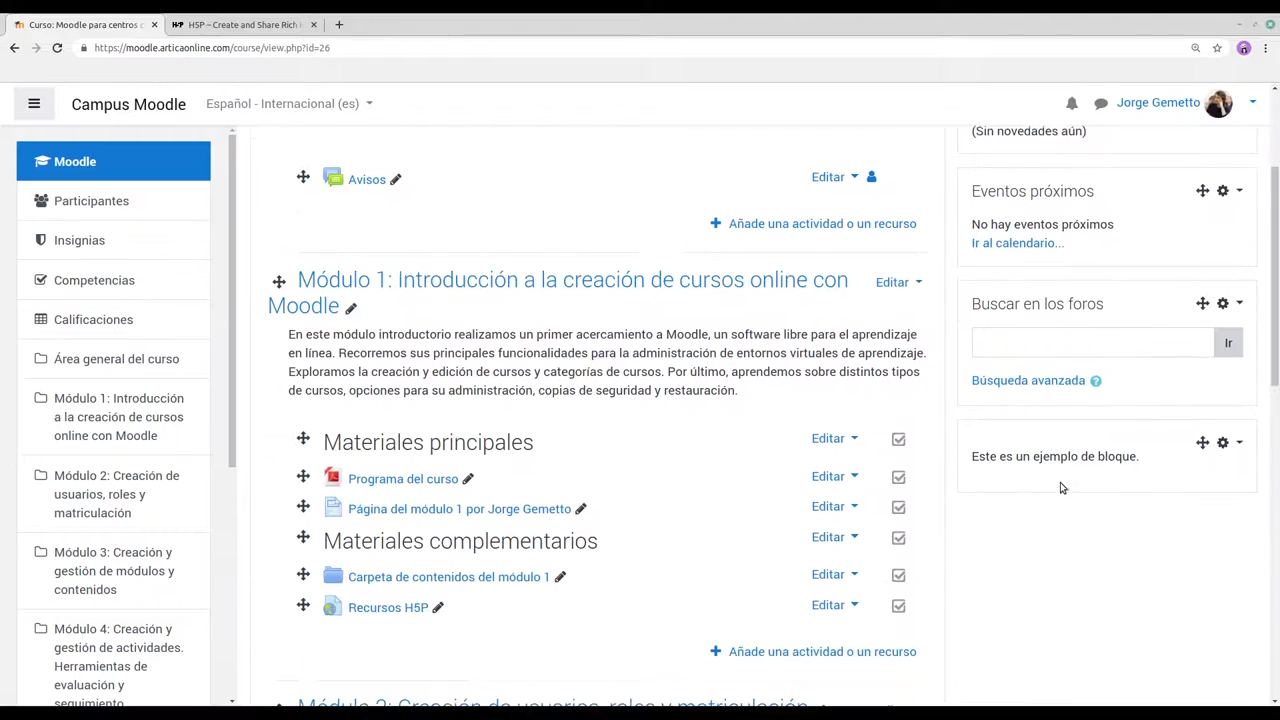 Curso: Moodle para centros c
H5P – Create and Share Rich H
https://moodle.articaonline.com/course/view.php?id=26
Campus Moodle
Español - Internacional (es)
Jorge Gemetto
Moodle
Participantes
Insignias
Competencias
Calificaciones
Área general del curso
Módulo 1: Introducción
a la creación de cursos
online con Moodle
Módulo 2: Creación de
usuarios, roles y
matriculación
Módulo 3: Creación y
gestión de módulos y
contenidos
Módulo 4: Creación y
gestión de actividades.
Herramientas de
evaluación y
seguimiento
Avisos
Editar
Añade una actividad o un recurso
Módulo 1: Introducción a la creación de cursos online con
Moodle
Editar
En este módulo introductorio realizamos un primer acercamiento a Moodle, un software libre para el aprendizaje
en línea. Recorremos sus principales funcionalidades para la administración de entornos virtuales de aprendizaje.
Exploramos la creación y edición de cursos y categorías de cursos. Por último, aprendemos sobre distintos tipos
de cursos, opciones para su administración, copias de seguridad y restauración.
Materiales principales
Editar
Programa del curso
Editar
Página del módulo 1 por Jorge Gemetto
Editar
Materiales complementarios
Editar
Carpeta de contenidos del módulo 1
Editar
Recursos H5P
Editar
Añade una actividad o un recurso
Módulo 2: Creación de usuarios, roles y matriculación
(Sin novedades aún)
Eventos próximos
No hay eventos próximos
Ir al calendario...
Buscar en los foros
Ir
Búsqueda avanzada
Este es un ejemplo de bloque.